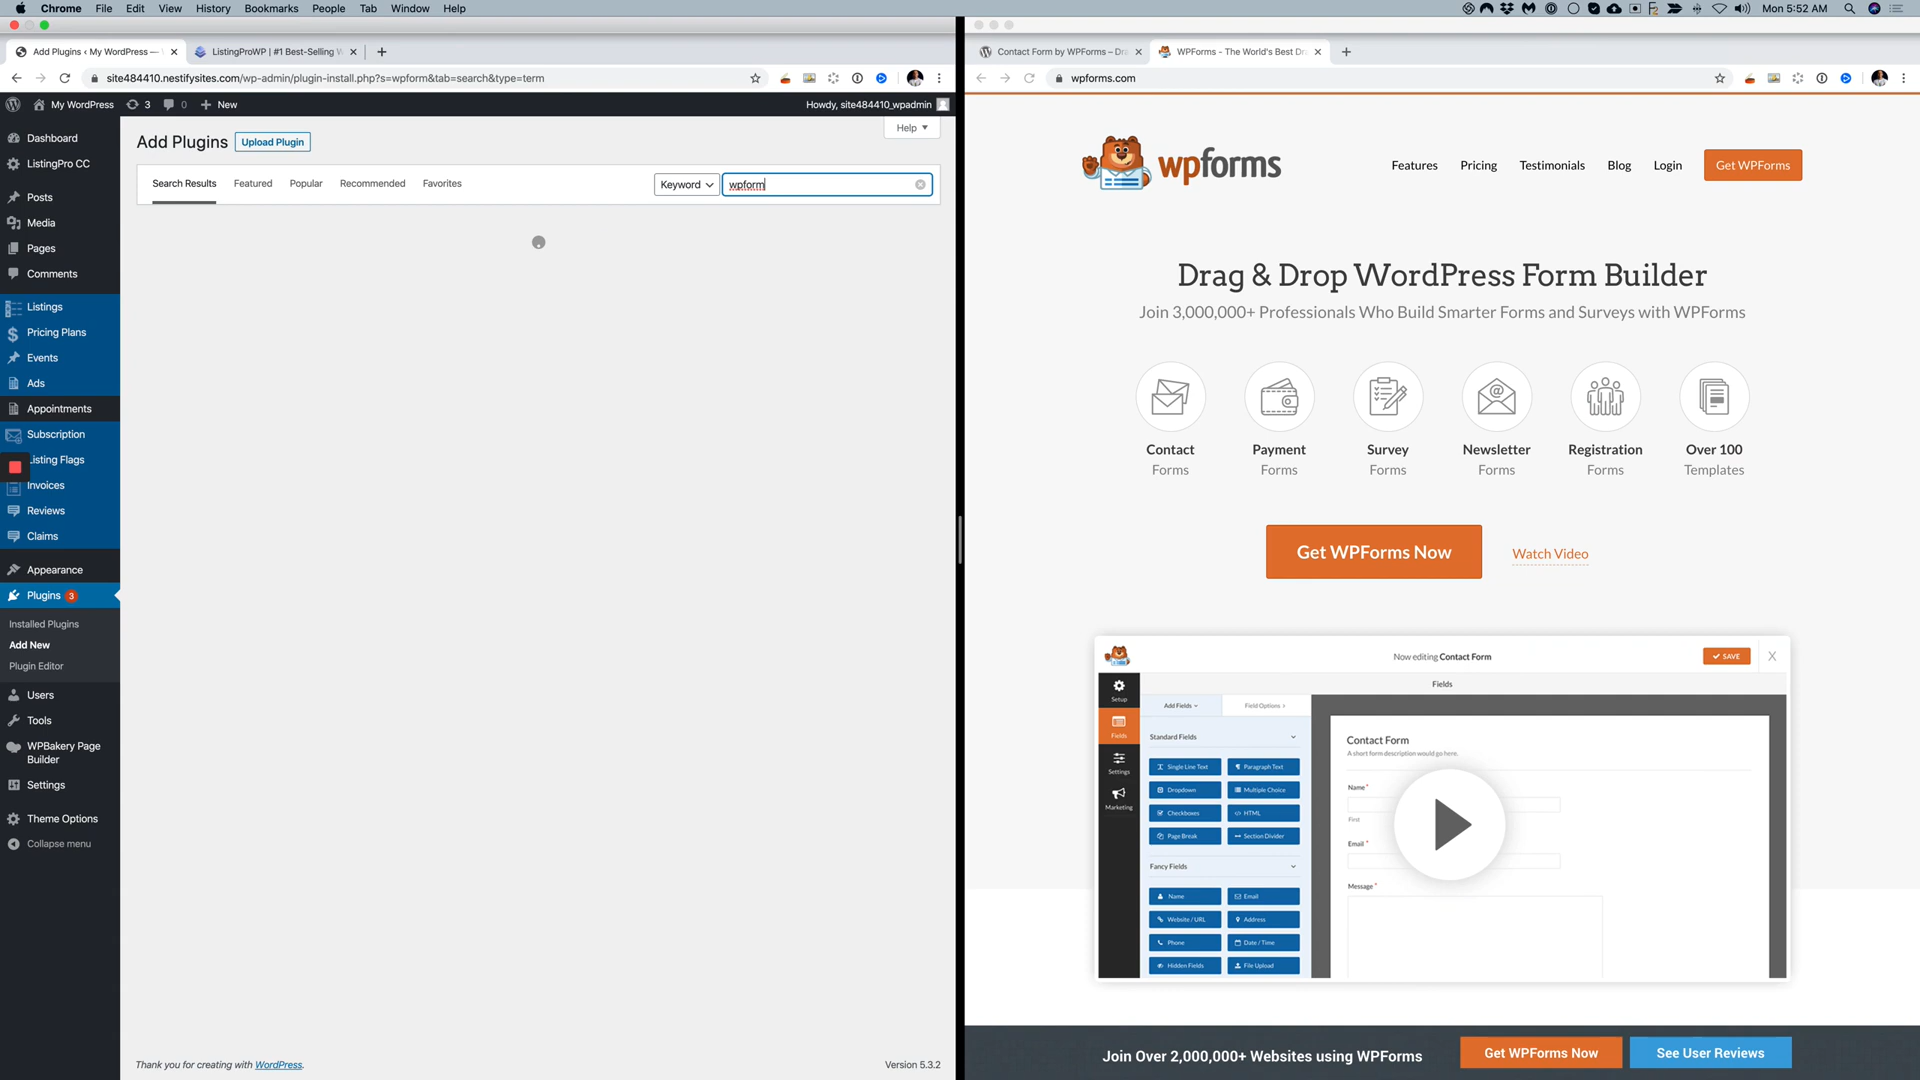 Chrome File Edit View History Bookmarks People Tab Window Help
Mon 5:52 AM
Add Plugins ‹ My WordPress —
ListingProWP | #1 Best-Selling W
site484410.nestifysites.com/wp-admin/plugin-install.php?s=wpform&tab=search&type=term
My WordPress 3 0 New
Howdy, site484410_wpadmin
Dashboard
ListingPro CC
Posts
Media
Pages
Comments
Listings
Pricing Plans
Events
Ads
Appointments
Subscription
Listing Flags
Invoices
Reviews
Claims
Appearance
Plugins 3
Installed Plugins
Add New
Plugin Editor
Users
Tools
WPBakery Page
Builder
Settings
Theme Options
Collapse menu
Help
Add Plugins Upload Plugin
Search Results Featured Popular Recommended Favorites Keyword wpform
Thank you for creating with WordPress.
Version 5.3.2
Contact Form by WPForms – Dra
WPForms - The World's Best Dr
wpforms.com
wpforms
Features Pricing Testimonials Blog Login Get WPForms
Drag & Drop WordPress Form Builder
Join 3,000,000+ Professionals Who Build Smarter Forms and Surveys with WPForms
Contact Payment Survey Newsletter Registration Over 100
Forms Forms Forms Forms Forms Templates
Get WPForms Now Watch Video
Now editing Contact Form SAVE X
Setup
Fields
Settings
Marketing
Fields
Add Fields Field Options
Standard Fields
Single Line Text Paragraph Text
Dropdown Multiple Choice
Checkboxes HTML
Page Break Section Divider
Fancy Fields
Name Email
Website / URL Address
Phone Date / Time
Hidden Fields File Upload
Contact Form
A short form description would go here.
Name *
First
Email *
Message *
Join Over 2,000,000+ Websites using WPForms Get WPForms Now See User Reviews